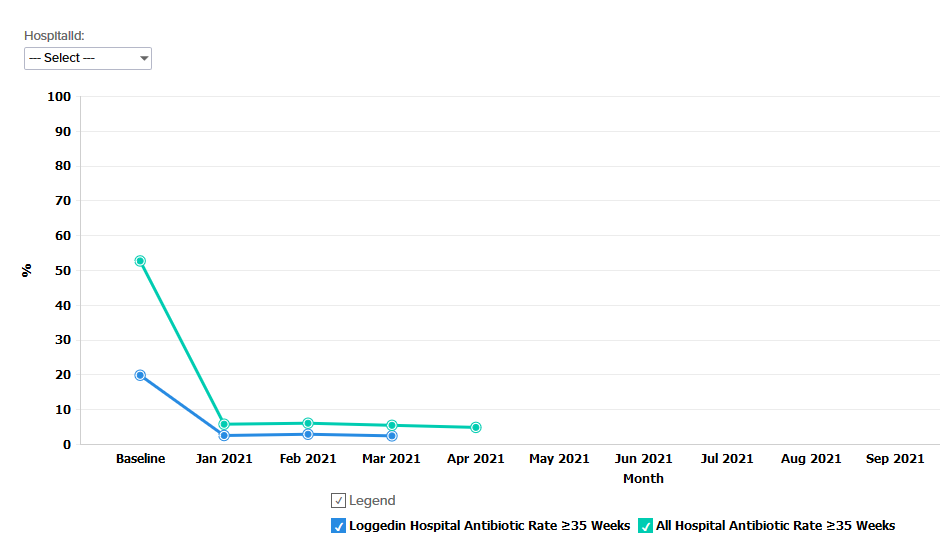 HospitalId:
--- Select ---
100
90
80
70
60
50
40
30
20
10
0
%
Baseline Jan 2021 Feb 2021 Mar 2021 Apr 2021 May 2021 Jun 2021 Jul 2021 Aug 2021 Sep 2021
Month
Legend
Loggedin Hospital Antibiotic Rate ≥35 Weeks All Hospital Antibiotic Rate ≥35 Weeks